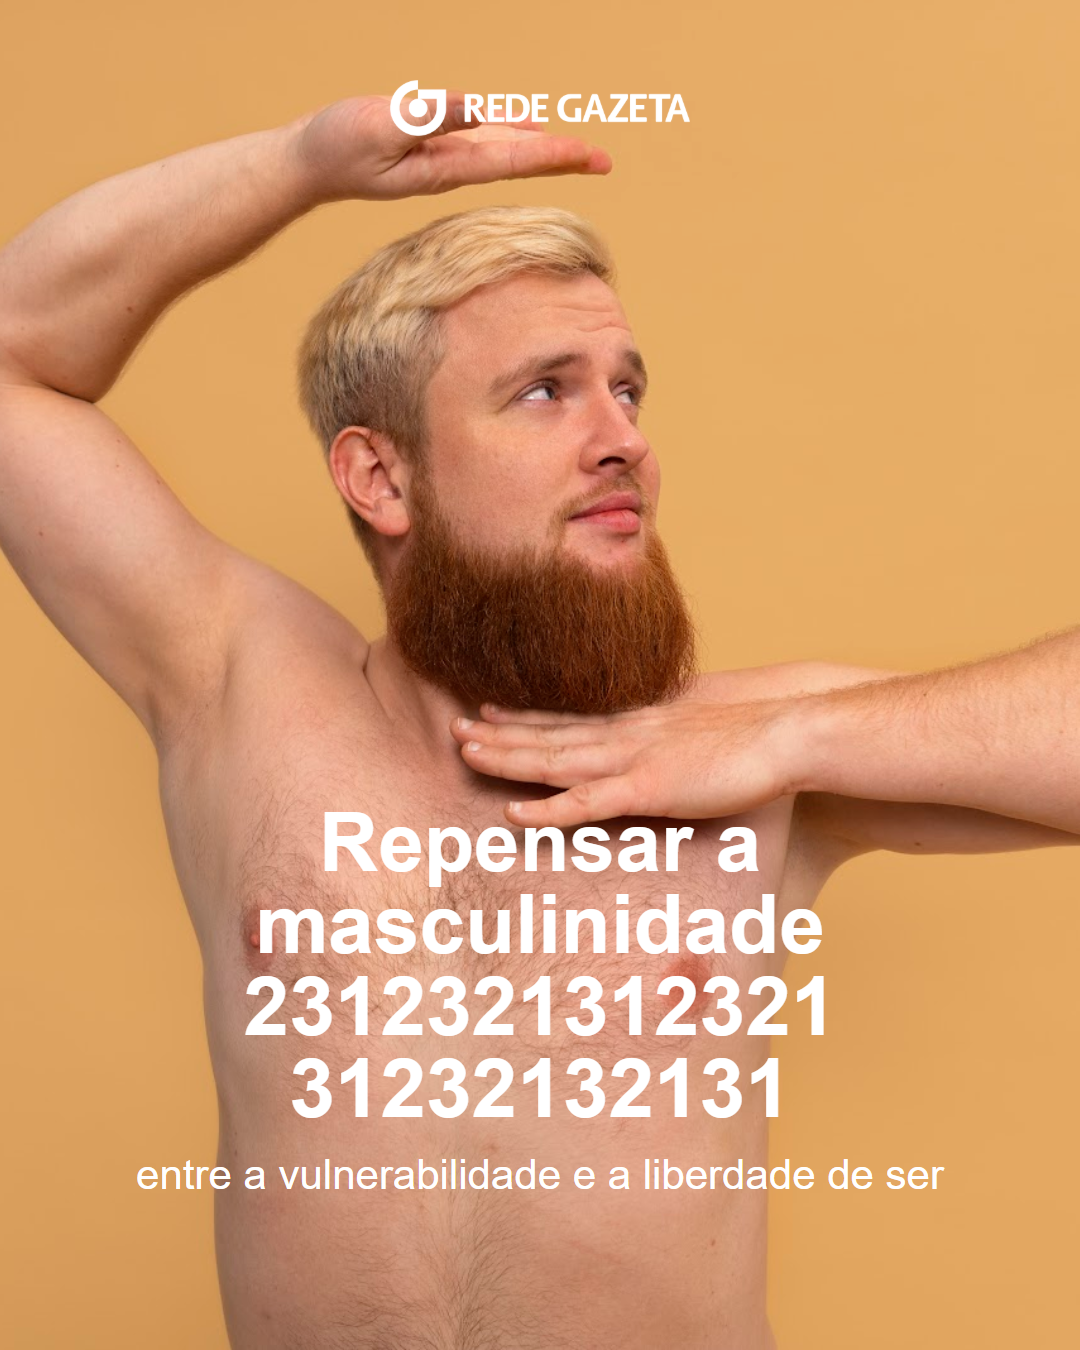 REDE GAZETA
Repensar a
masculinidade
2312321312321
31232132131
entre a vulnerabilidade e a liberdade de ser